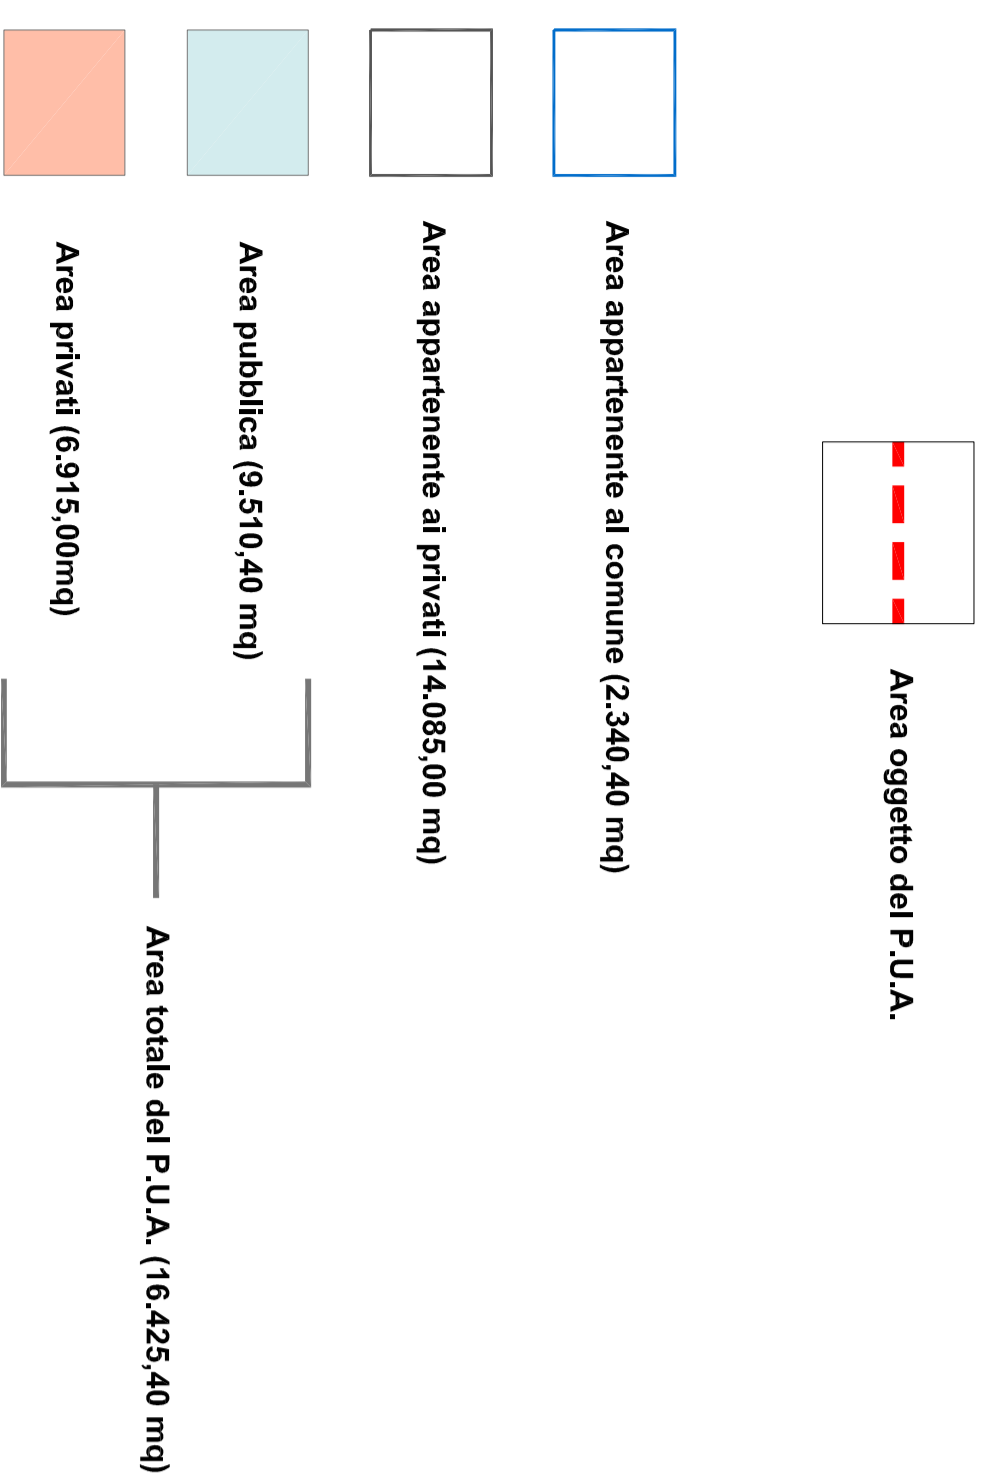 Area oggetto del P.U.A.
Area appartenente al comune (2.340,40 mq)
Area appartenente ai privati (14.085,00 mq)
Area pubblica (9.510,40 mq)
Area privati (6.915,00mq)
Area totale del P.U.A. (16.425,40 mq)